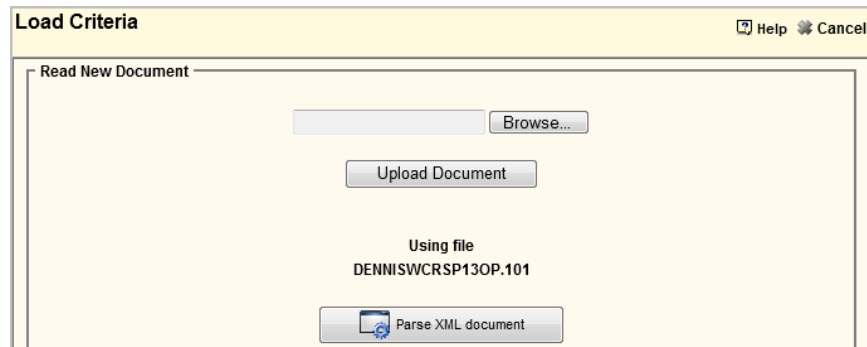 Load Criteria
Help Cancel
Read New Document
Browse...
Upload Document
Using file
DENNISWCRSP13OP.101
Parse XML document